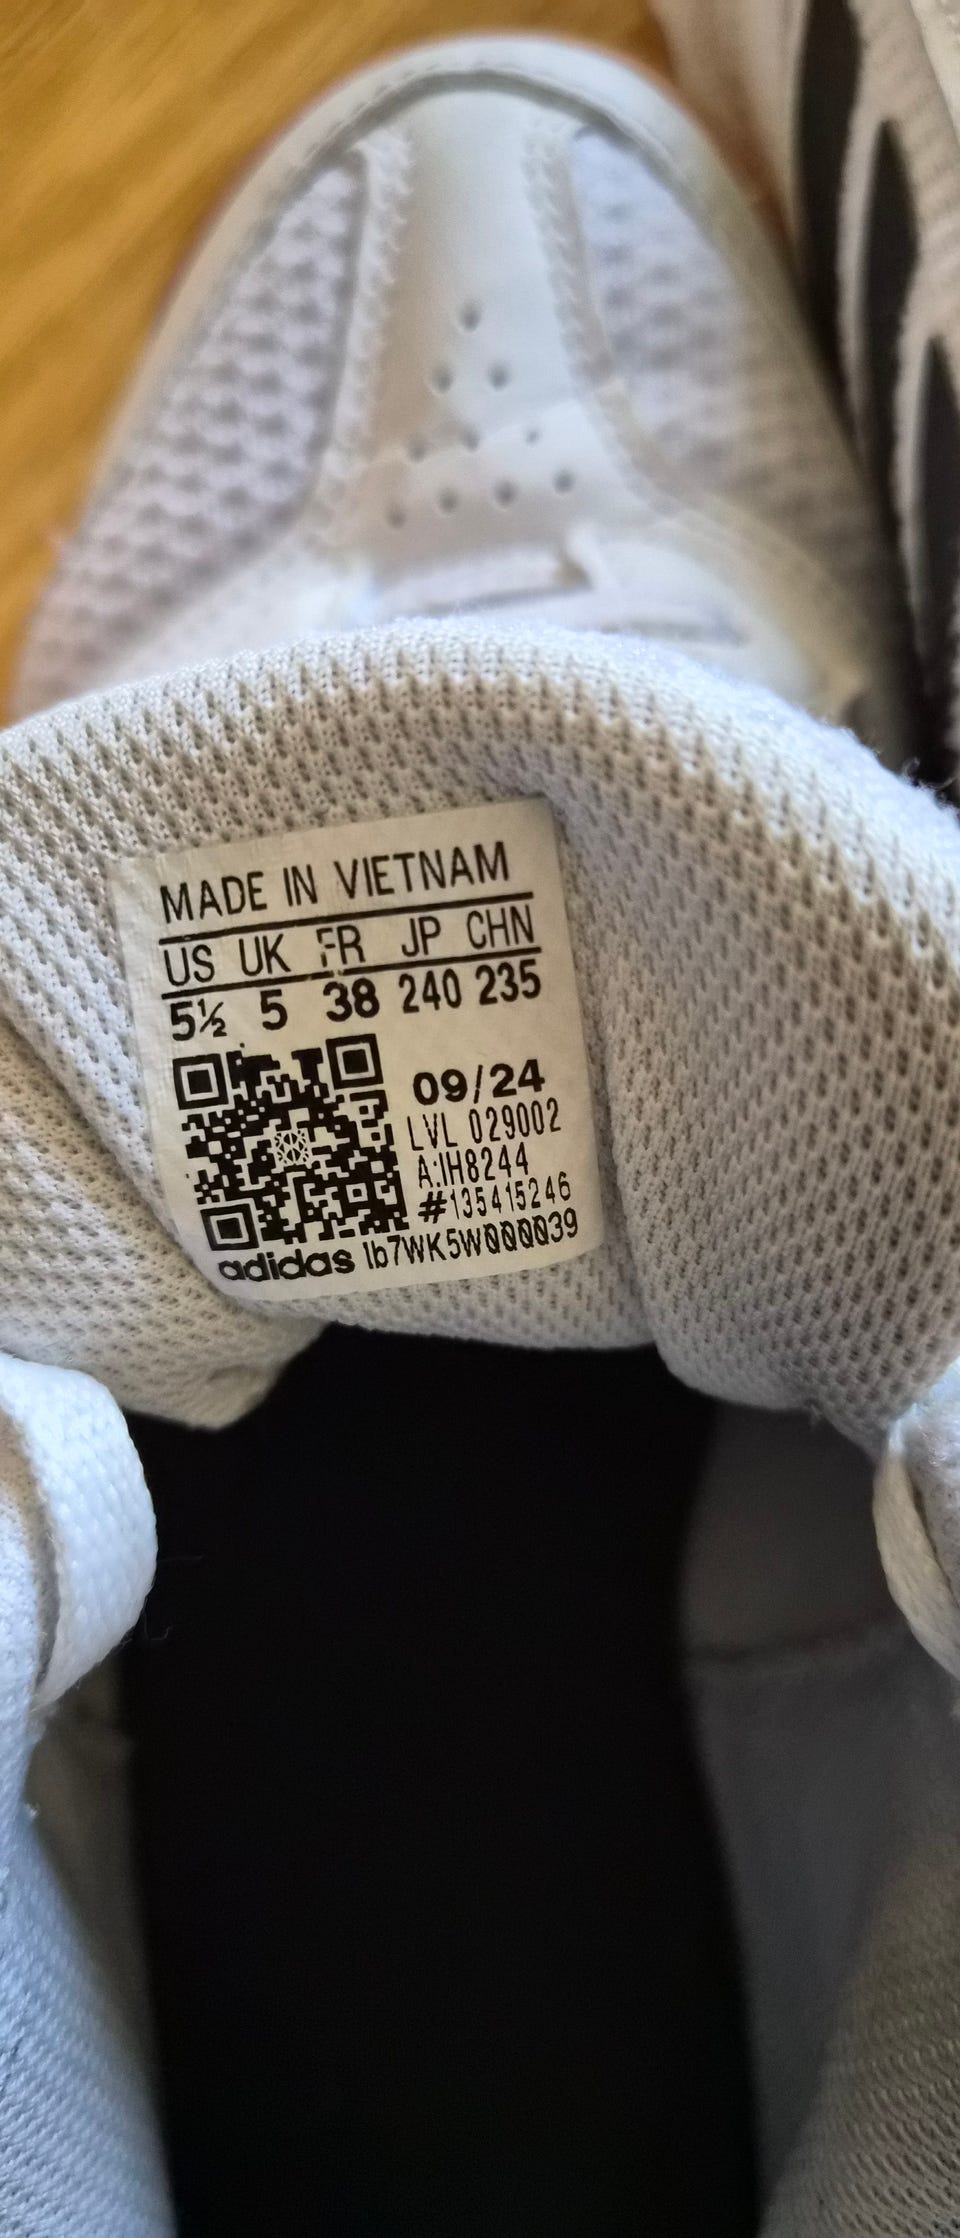 MADE IN VIETNAM
US UK FR JP CHN
5½ 5 38 240 235
09/24
LVL 029002
A:IH8244
#135415246
adidas lb7WK5W000039